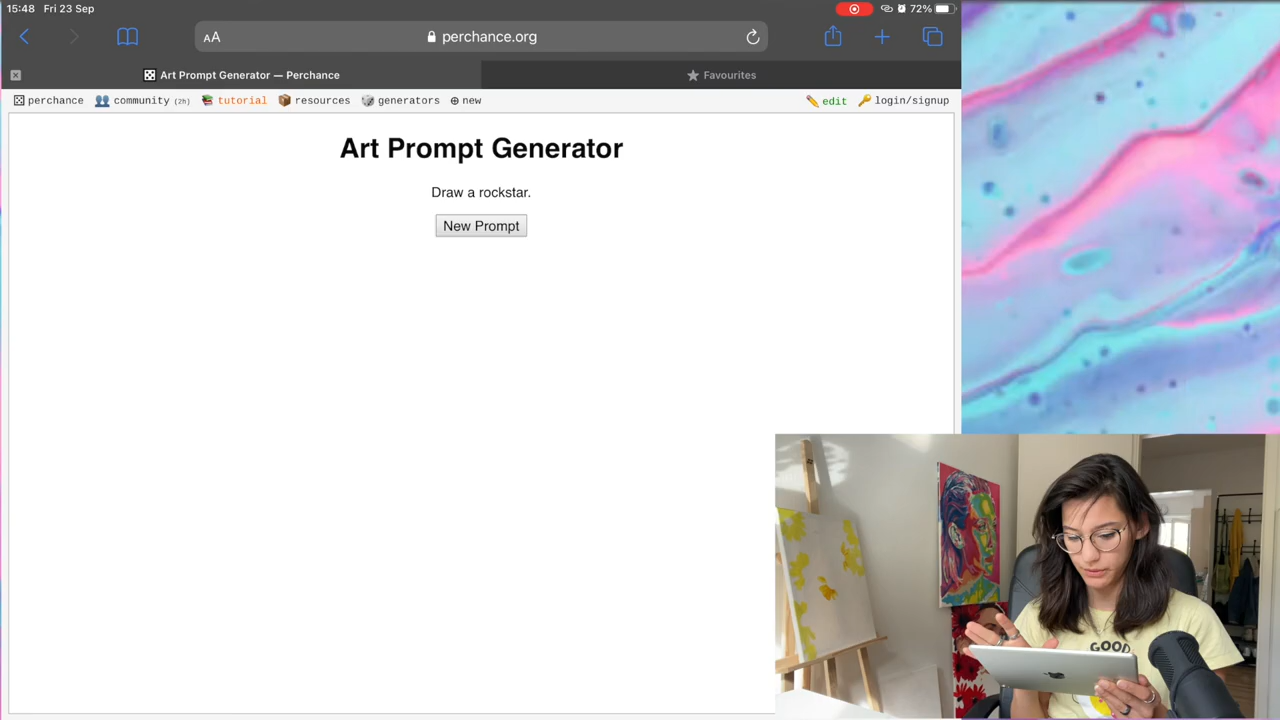 15:48 Fri 23 Sep 72%
AA perchance.org
Art Prompt Generator — Perchance Favourites
perchance community (2h) tutorial resources generators new edit login/signup
Art Prompt Generator
Draw a rockstar.
New Prompt
GOOD